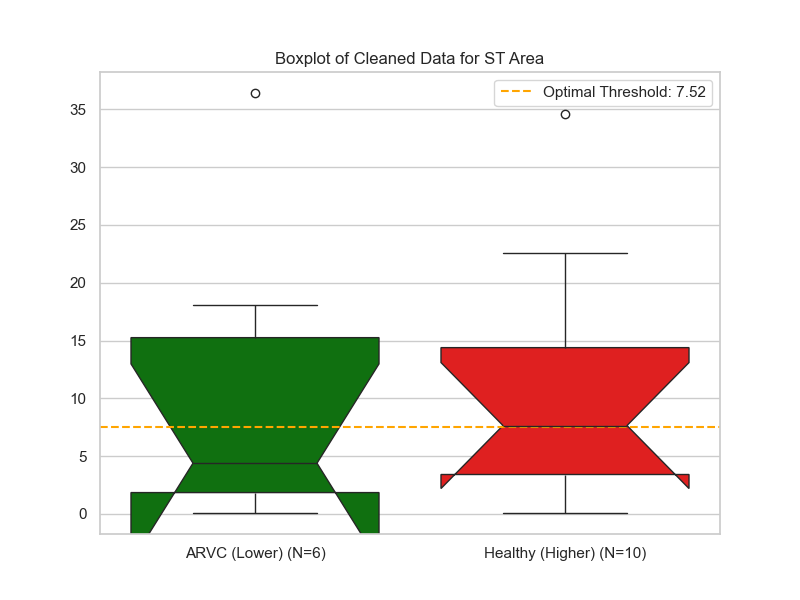 Boxplot of Cleaned Data for ST Area
Optimal Threshold: 7.52
35
30
25
20
15
10
5
0
ARVC (Lower) (N=6)
Healthy (Higher) (N=10)